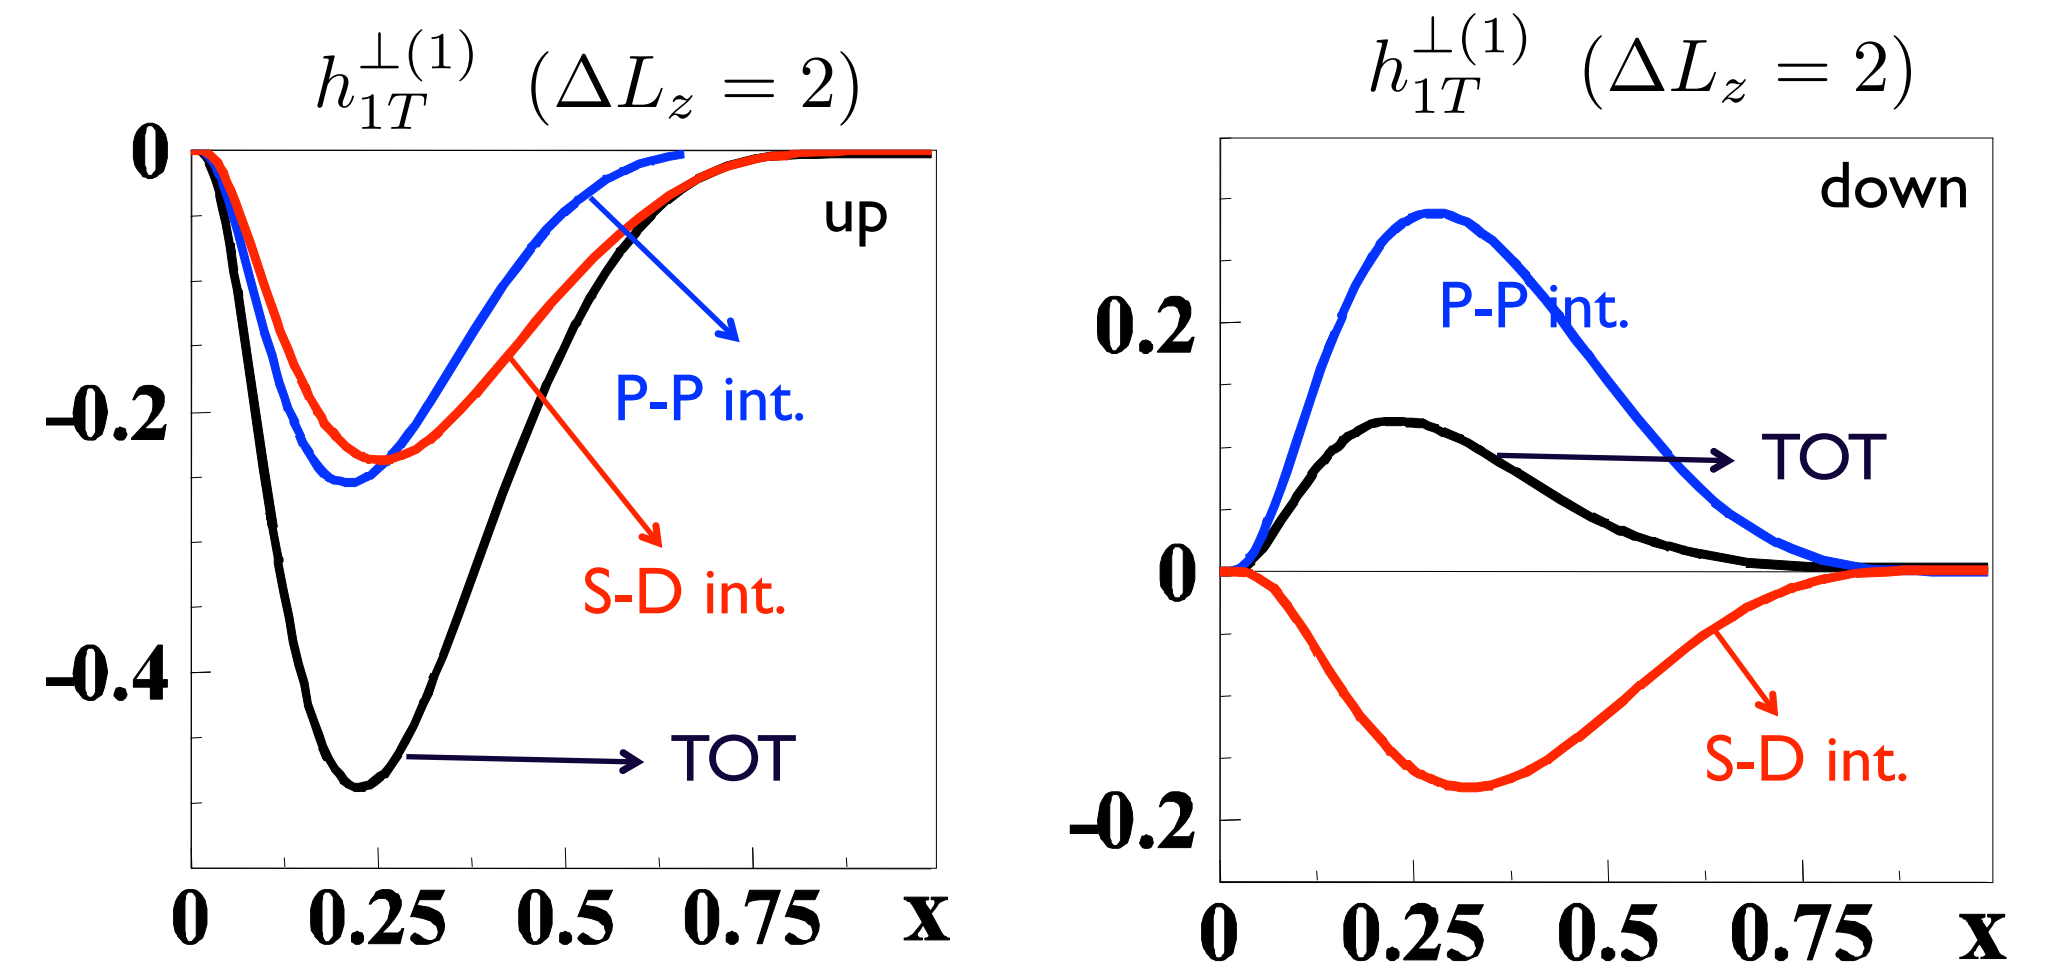 h_{1T}^{⊥(1)} (ΔL_z = 2)
0
up
-0.2
P-P int.
S-D int.
-0.4
TOT
0 0.25 0.5 0.75 x
h_{1T}^{⊥(1)} (ΔL_z = 2)
down
P-P int.
0.2
TOT
0
S-D int.
-0.2
0 0.25 0.5 0.75 x